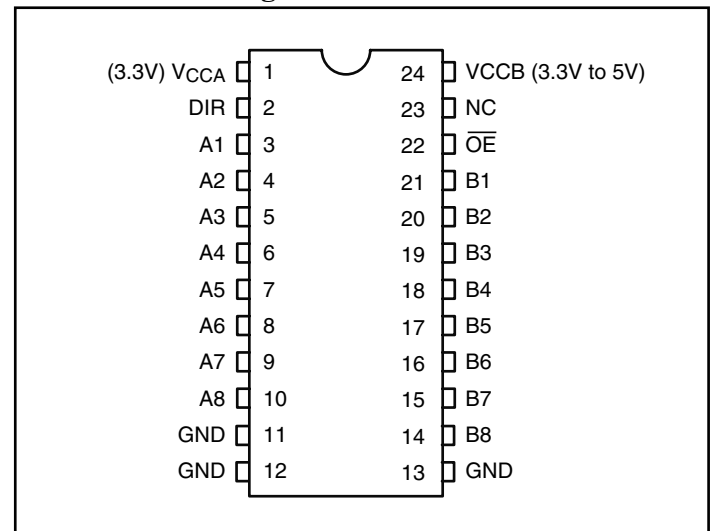 (3.3V) VCCA 1 24 VCCB (3.3V to 5V)
DIR 2 23 NC
A1 3 22 O̅E̅
A2 4 21 B1
A3 5 20 B2
A4 6 19 B3
A5 7 18 B4
A6 8 17 B5
A7 9 16 B6
A8 10 15 B7
GND 11 14 B8
GND 12 13 GND